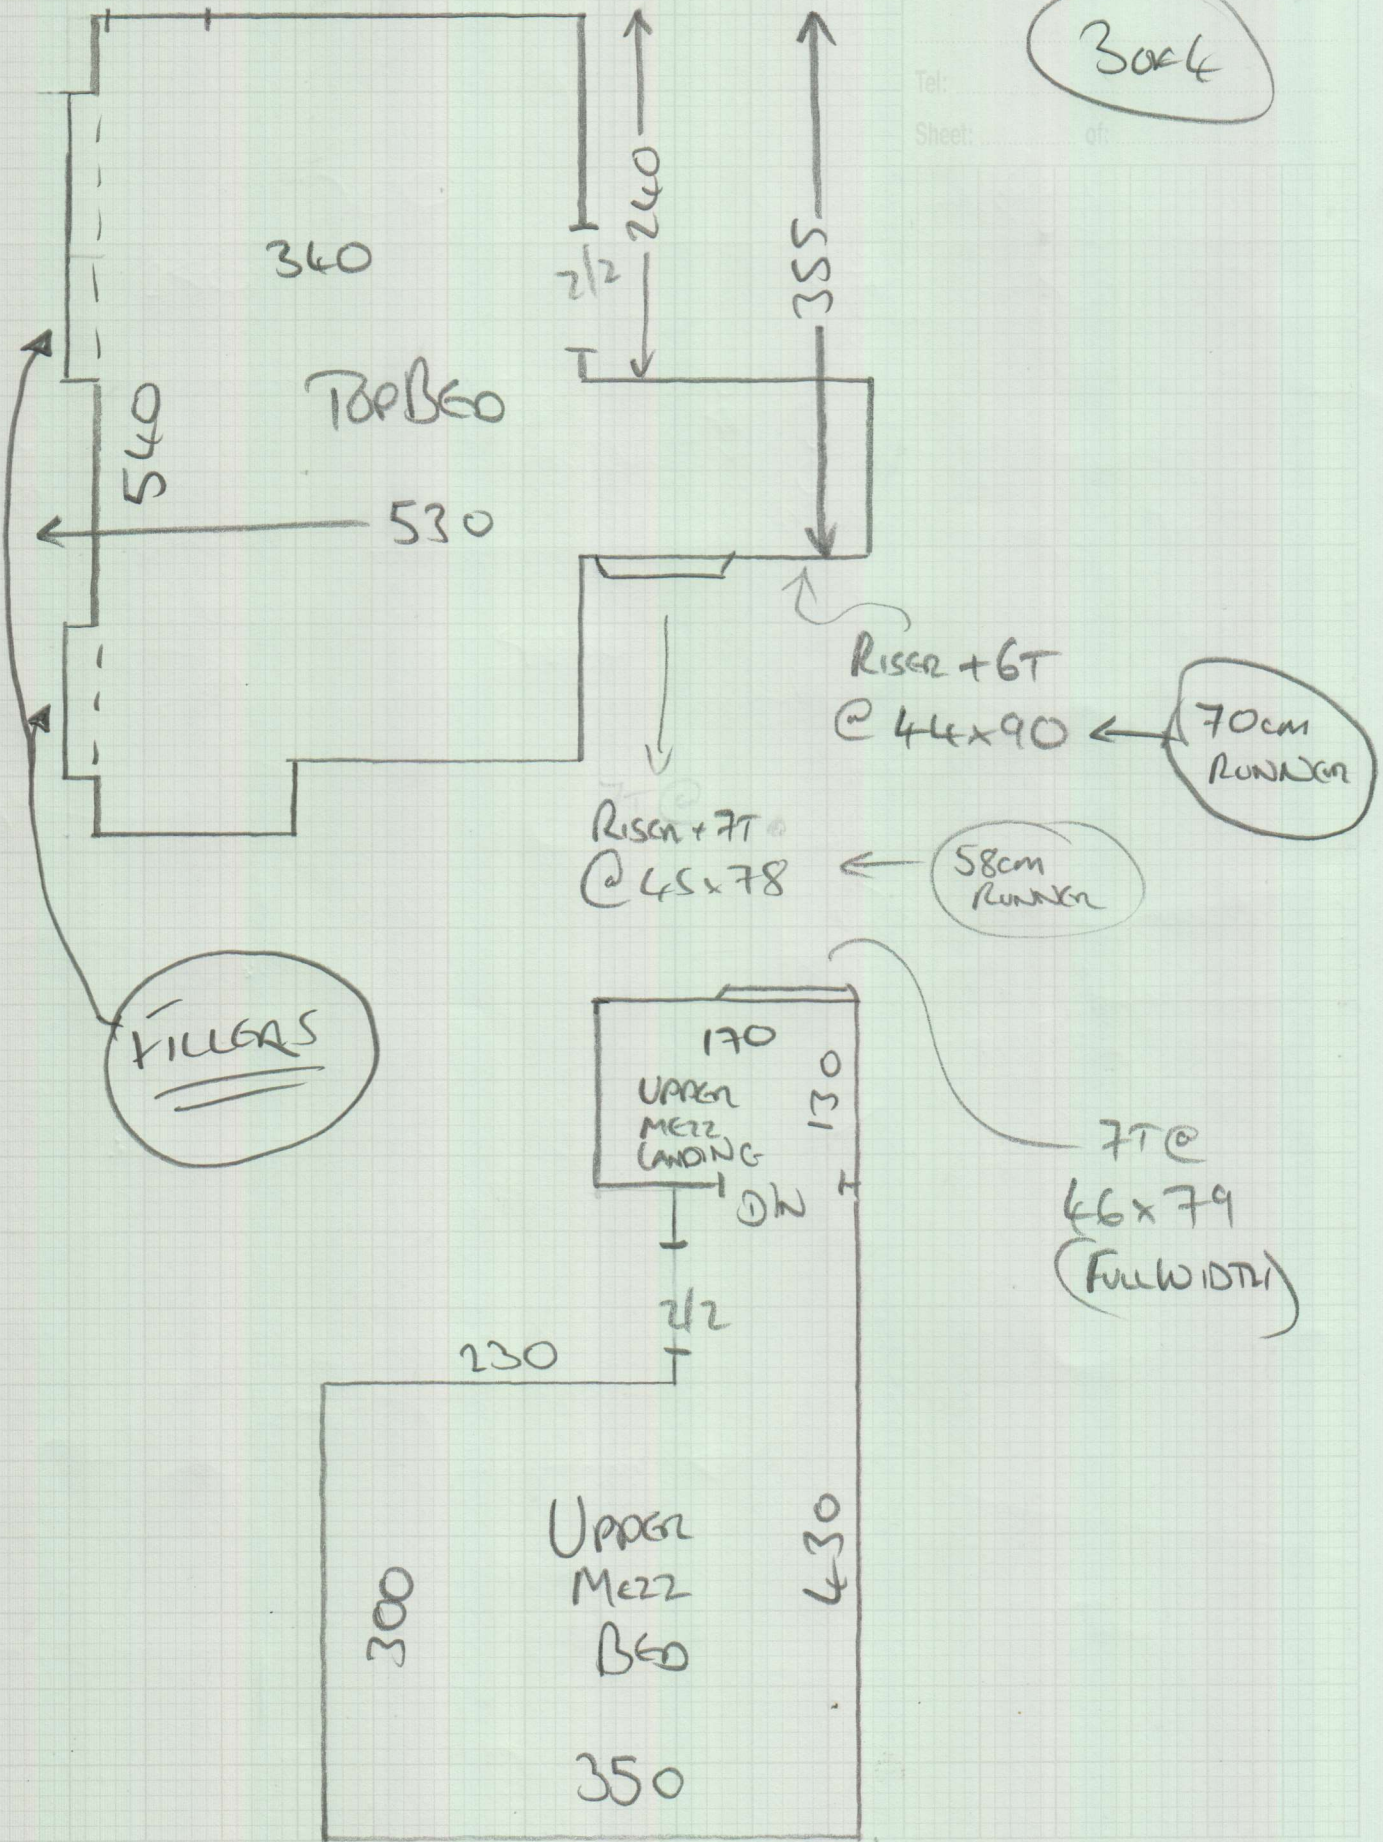 3 OF 4
Tel:
Sheet: of:
240
355
340
2/2
TOP BED
540
530
RISER + 6T
@ 44x90
70cm
RUNNER
RISER + 7T
@ 45x78
58cm
RUNNER
FILLERS
170
130
UPPER
MEZZ
LANDING
D/W
7T @
46x79
(FULL WIDTH)
2/2
230
UPPER
MEZZ
BED
430
300
350